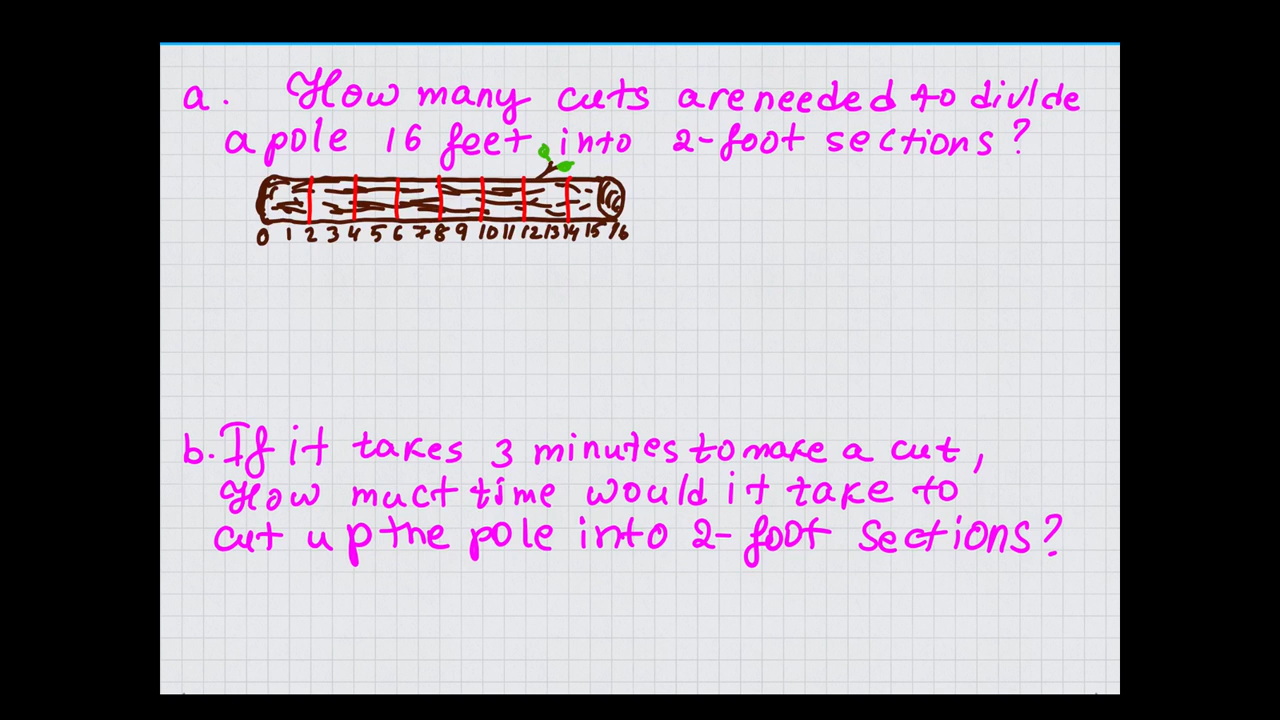 a. How many cuts are needed to divide
a pole 16 feet into 2-foot sections?
0 1 2 3 4 5 6 7 8 9 10 11 12 13 14 15 16
b. If it takes 3 minutes to make a cut,
How muct time would it take to
cut up the pole into 2-foot sections?